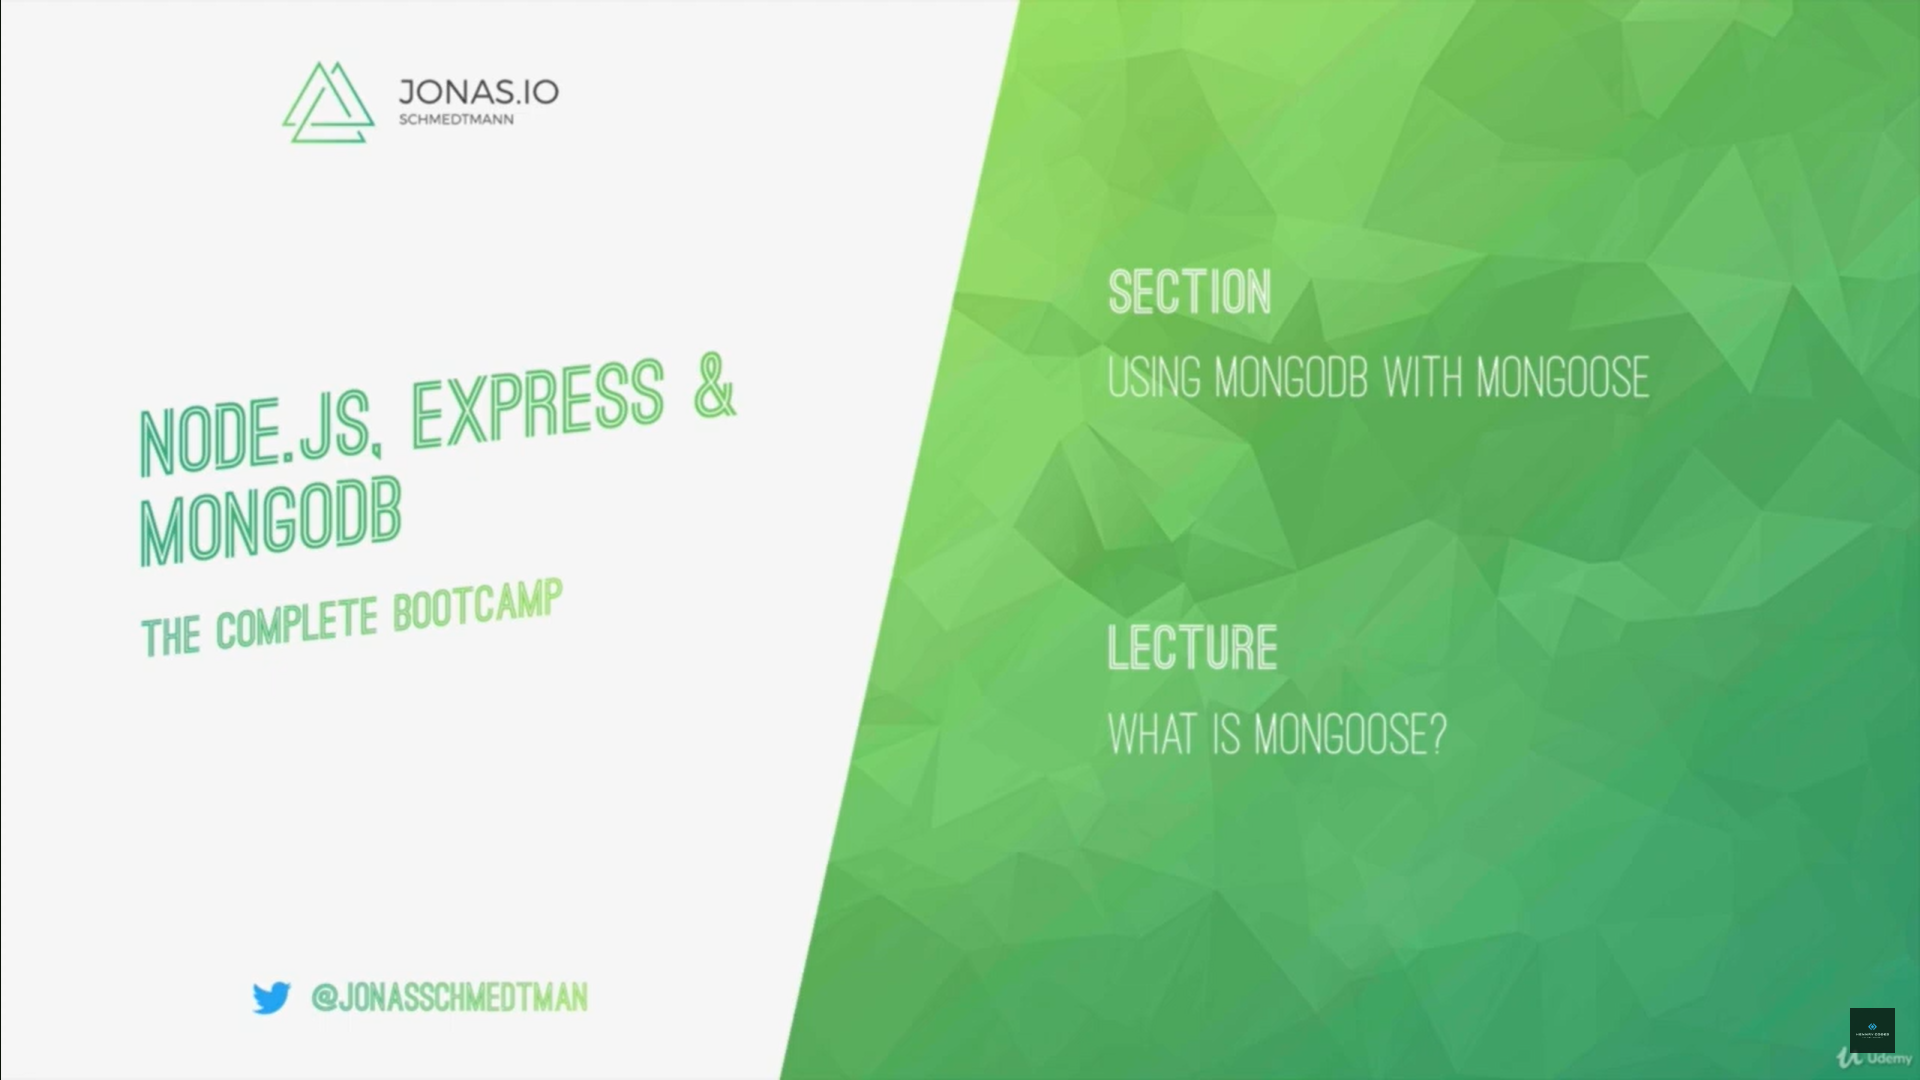 JONAS.IO
SCHMEDTMANN
NODE.JS, EXPRESS &
MONGODB
THE COMPLETE BOOTCAMP
@JONASSCHMEDTMAN
SECTION
USING MONGODB WITH MONGOOSE
LECTURE
WHAT IS MONGOOSE?
Udemy